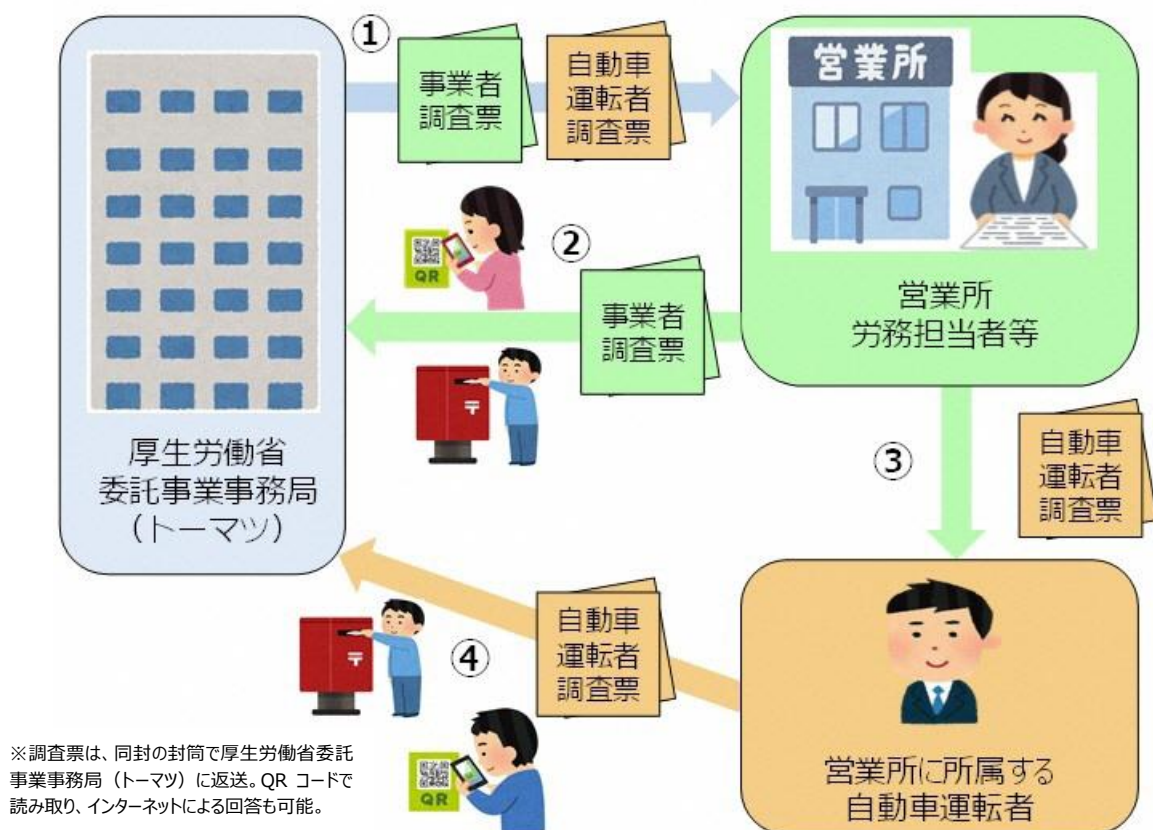 ①
事業者
調査票
自動車
運転者
調査票
営業所
営業所
労務担当者等
QR
②
事業者
調査票
〒
厚生労働省
委託事業事務局
（トーマツ）
③
自動車
運転者
調査票
〒
④
自動車
運転者
調査票
QR
営業所に所属する
自動車運転者
※調査票は、同封の封筒で厚生労働省委託
事業事務局（トーマツ）に返送。QR コードで
読み取り、インターネットによる回答も可能。